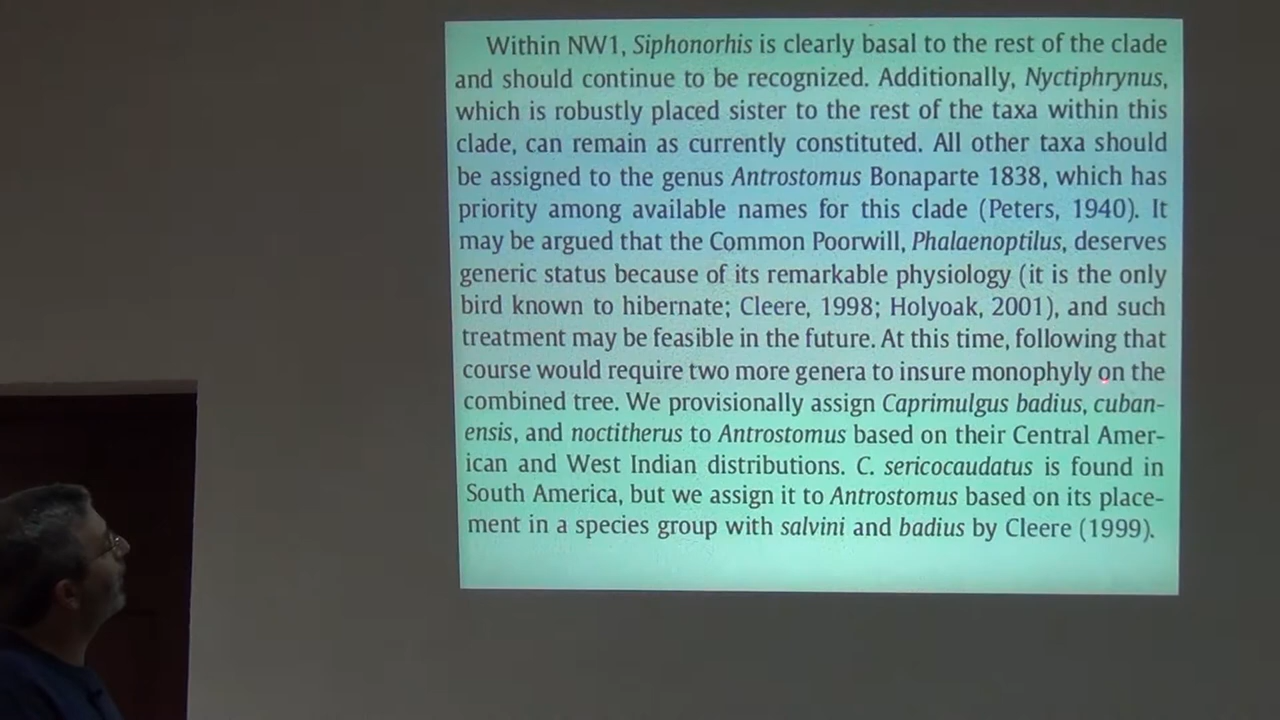 Within NW1, Siphonorhis is clearly basal to the rest of the clade
and should continue to be recognized. Additionally, Nyctiphrynus,
which is robustly placed sister to the rest of the taxa within this
clade, can remain as currently constituted. All other taxa should
be assigned to the genus Antrostomus Bonaparte 1838, which has
priority among available names for this clade (Peters, 1940). It
may be argued that the Common Poorwill, Phalaenoptilus, deserves
generic status because of its remarkable physiology (it is the only
bird known to hibernate; Cleere, 1998; Holyoak, 2001), and such
treatment may be feasible in the future. At this time, following that
course would require two more genera to insure monophyly on the
combined tree. We provisionally assign Caprimulgus badius, cuban-
ensis, and noctitherus to Antrostomus based on their Central Amer-
ican and West Indian distributions. C. sericocaudatus is found in
South America, but we assign it to Antrostomus based on its place-
ment in a species group with salvini and badius by Cleere (1999).